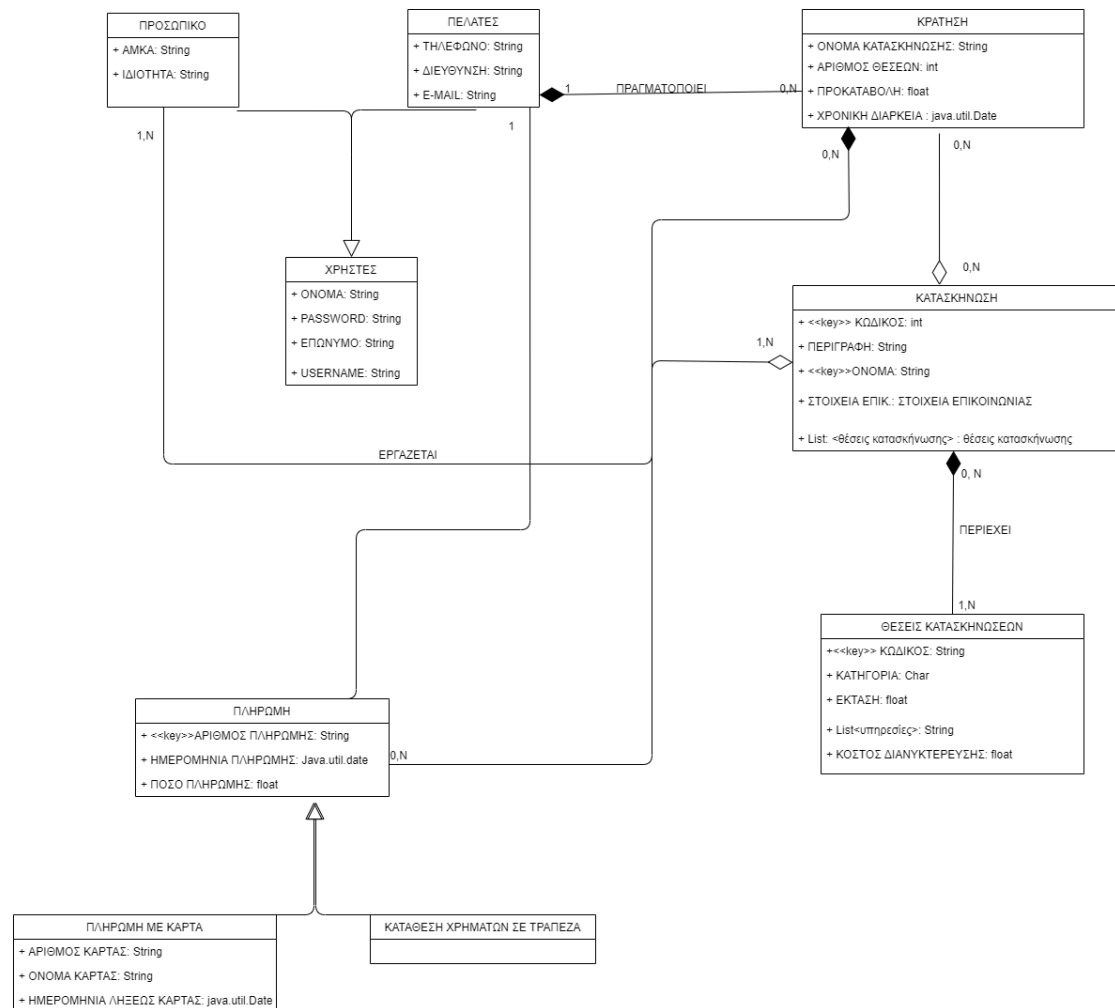 ΠΡΟΣΩΠΙΚΟ
+ ΑΜΚΑ: String
+ ΙΔΙΟΤΗΤΑ: String
ΠΕΛΑΤΕΣ
+ ΤΗΛΕΦΩΝΟ: String
+ ΔΙΕΥΘΥΝΣΗ: String
+ E-MAIL: String
1
ΠΡΑΓΜΑΤΟΠΟΙΕΙ
0,N
ΚΡΑΤΗΣΗ
+ ΟΝΟΜΑ ΚΑΤΑΣΚΗΝΩΣΗΣ: String
+ ΑΡΙΘΜΟΣ ΘΕΣΕΩΝ: int
+ ΠΡΟΚΑΤΑΒΟΛΗ: float
+ ΧΡΟΝΙΚΗ ΔΙΑΡΚΕΙΑ : java.util.Date
1,N
1
0,N
0,N
0,N
ΧΡΗΣΤΕΣ
+ ΟΝΟΜΑ: String
+ PASSWORD: String
+ ΕΠΩΝΥΜΟ: String
+ USERNAME: String
1,N
ΚΑΤΑΣΚΗΝΩΣΗ
+ <<key>> ΚΩΔΙΚΟΣ: int
+ ΠΕΡΙΓΡΑΦΗ: String
+ <<key>>ΟΝΟΜΑ: String
+ ΣΤΟΙΧΕΙΑ ΕΠΙΚ.: ΣΤΟΙΧΕΙΑ ΕΠΙΚΟΙΝΩΝΙΑΣ
+ List: <θέσεις κατασκήνωσης> : θέσεις κατασκήνωσης
ΕΡΓΑΖΕΤΑΙ
0, N
ΠΕΡΙΕΧΕΙ
1,N
ΘΕΣΕΙΣ ΚΑΤΑΣΚΗΝΩΣΕΩΝ
+<<key>> ΚΩΔΙΚΟΣ: String
+ ΚΑΤΗΓΟΡΙΑ: Char
+ ΕΚΤΑΣΗ: float
+ List<υπηρεσίες>: String
+ ΚΟΣΤΟΣ ΔΙΑΝΥΚΤΕΡΕΥΣΗΣ: float
ΠΛΗΡΩΜΗ
+ <<key>>ΑΡΙΘΜΟΣ ΠΛΗΡΩΜΗΣ: String
+ ΗΜΕΡΟΜΗΝΙΑ ΠΛΗΡΩΜΗΣ: Java.util.date
+ ΠΟΣΟ ΠΛΗΡΩΜΗΣ: float
0,N
ΠΛΗΡΩΜΗ ΜΕ ΚΑΡΤΑ
+ ΑΡΙΘΜΟΣ ΚΑΡΤΑΣ: String
+ ΟΝΟΜΑ ΚΑΡΤΑΣ: String
+ ΗΜΕΡΟΜΗΝΙΑ ΛΗΞΕΩΣ ΚΑΡΤΑΣ: java.util.Date
ΚΑΤΑΘΕΣΗ ΧΡΗΜΑΤΩΝ ΣΕ ΤΡΑΠΕΖΑ